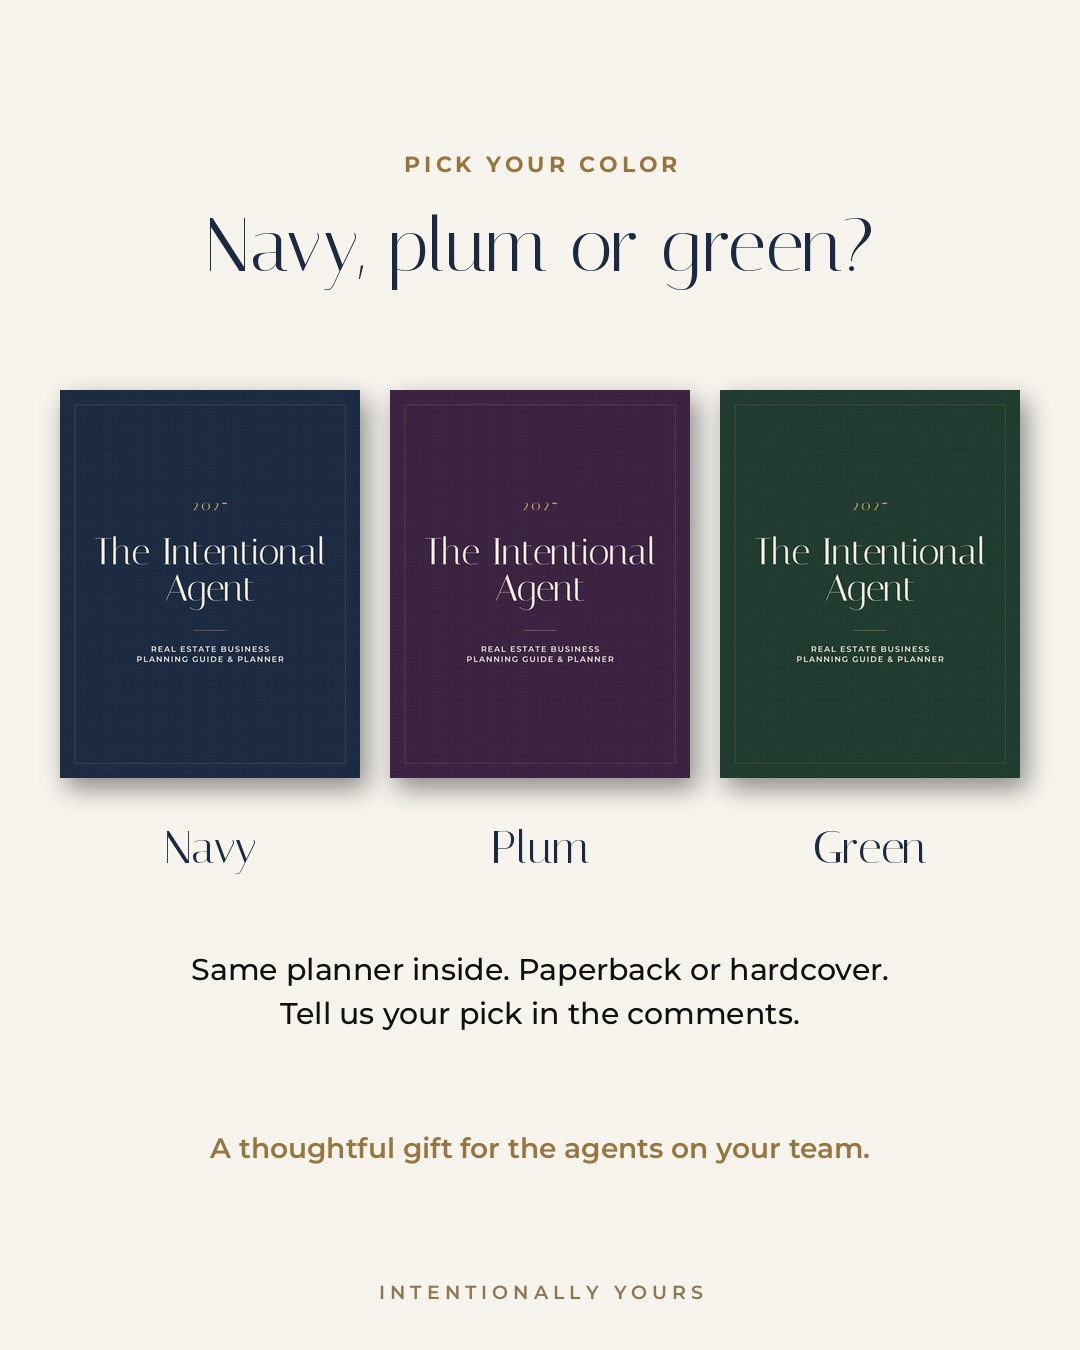 PICK YOUR COLOR
Navy, plum or green?
2027
The Intentional
Agent
REAL ESTATE BUSINESS
PLANNING GUIDE & PLANNER
2027
The Intentional
Agent
REAL ESTATE BUSINESS
PLANNING GUIDE & PLANNER
2027
The Intentional
Agent
REAL ESTATE BUSINESS
PLANNING GUIDE & PLANNER
Navy
Plum
Green
Same planner inside. Paperback or hardcover.
Tell us your pick in the comments.
A thoughtful gift for the agents on your team.
INTENTIONALLY YOURS